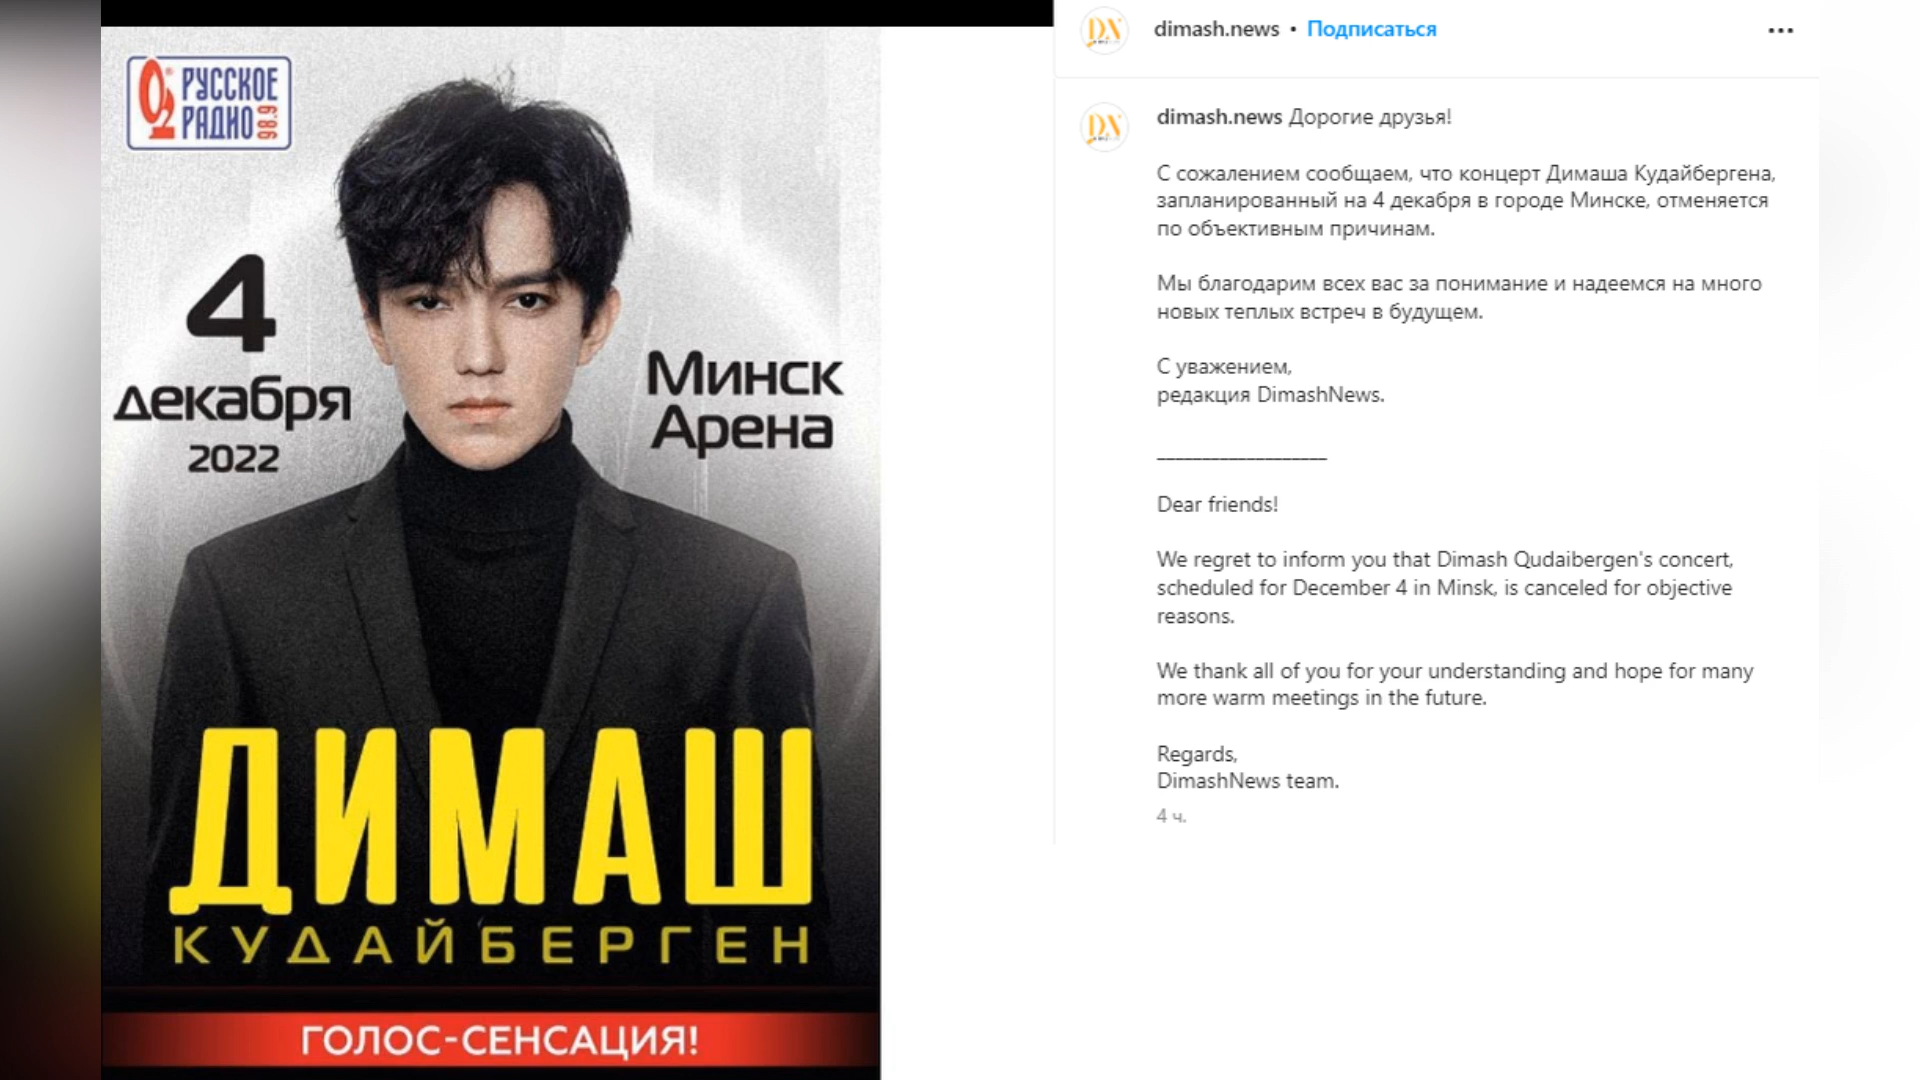 РУССКОЕ
РАДИО 98.9
4
декабря
2022
Минск
Арена
ДИМАШ
КУДАЙБЕРГЕН
ГОЛОС-СЕНСАЦИЯ!
dimash.news • Подписаться
dimash.news Дорогие друзья!
С сожалением сообщаем, что концерт Димаша Кудайбергена,
запланированный на 4 декабря в городе Минске, отменяется
по объективным причинам.
Мы благодарим всех вас за понимание и надеемся на много
новых теплых встреч в будущем.
С уважением,
редакция DimashNews.
___________________
Dear friends!
We regret to inform you that Dimash Qudaibergen's concert,
scheduled for December 4 in Minsk, is canceled for objective
reasons.
We thank all of you for your understanding and hope for many
more warm meetings in the future.
Regards,
DimashNews team.
4 ч.